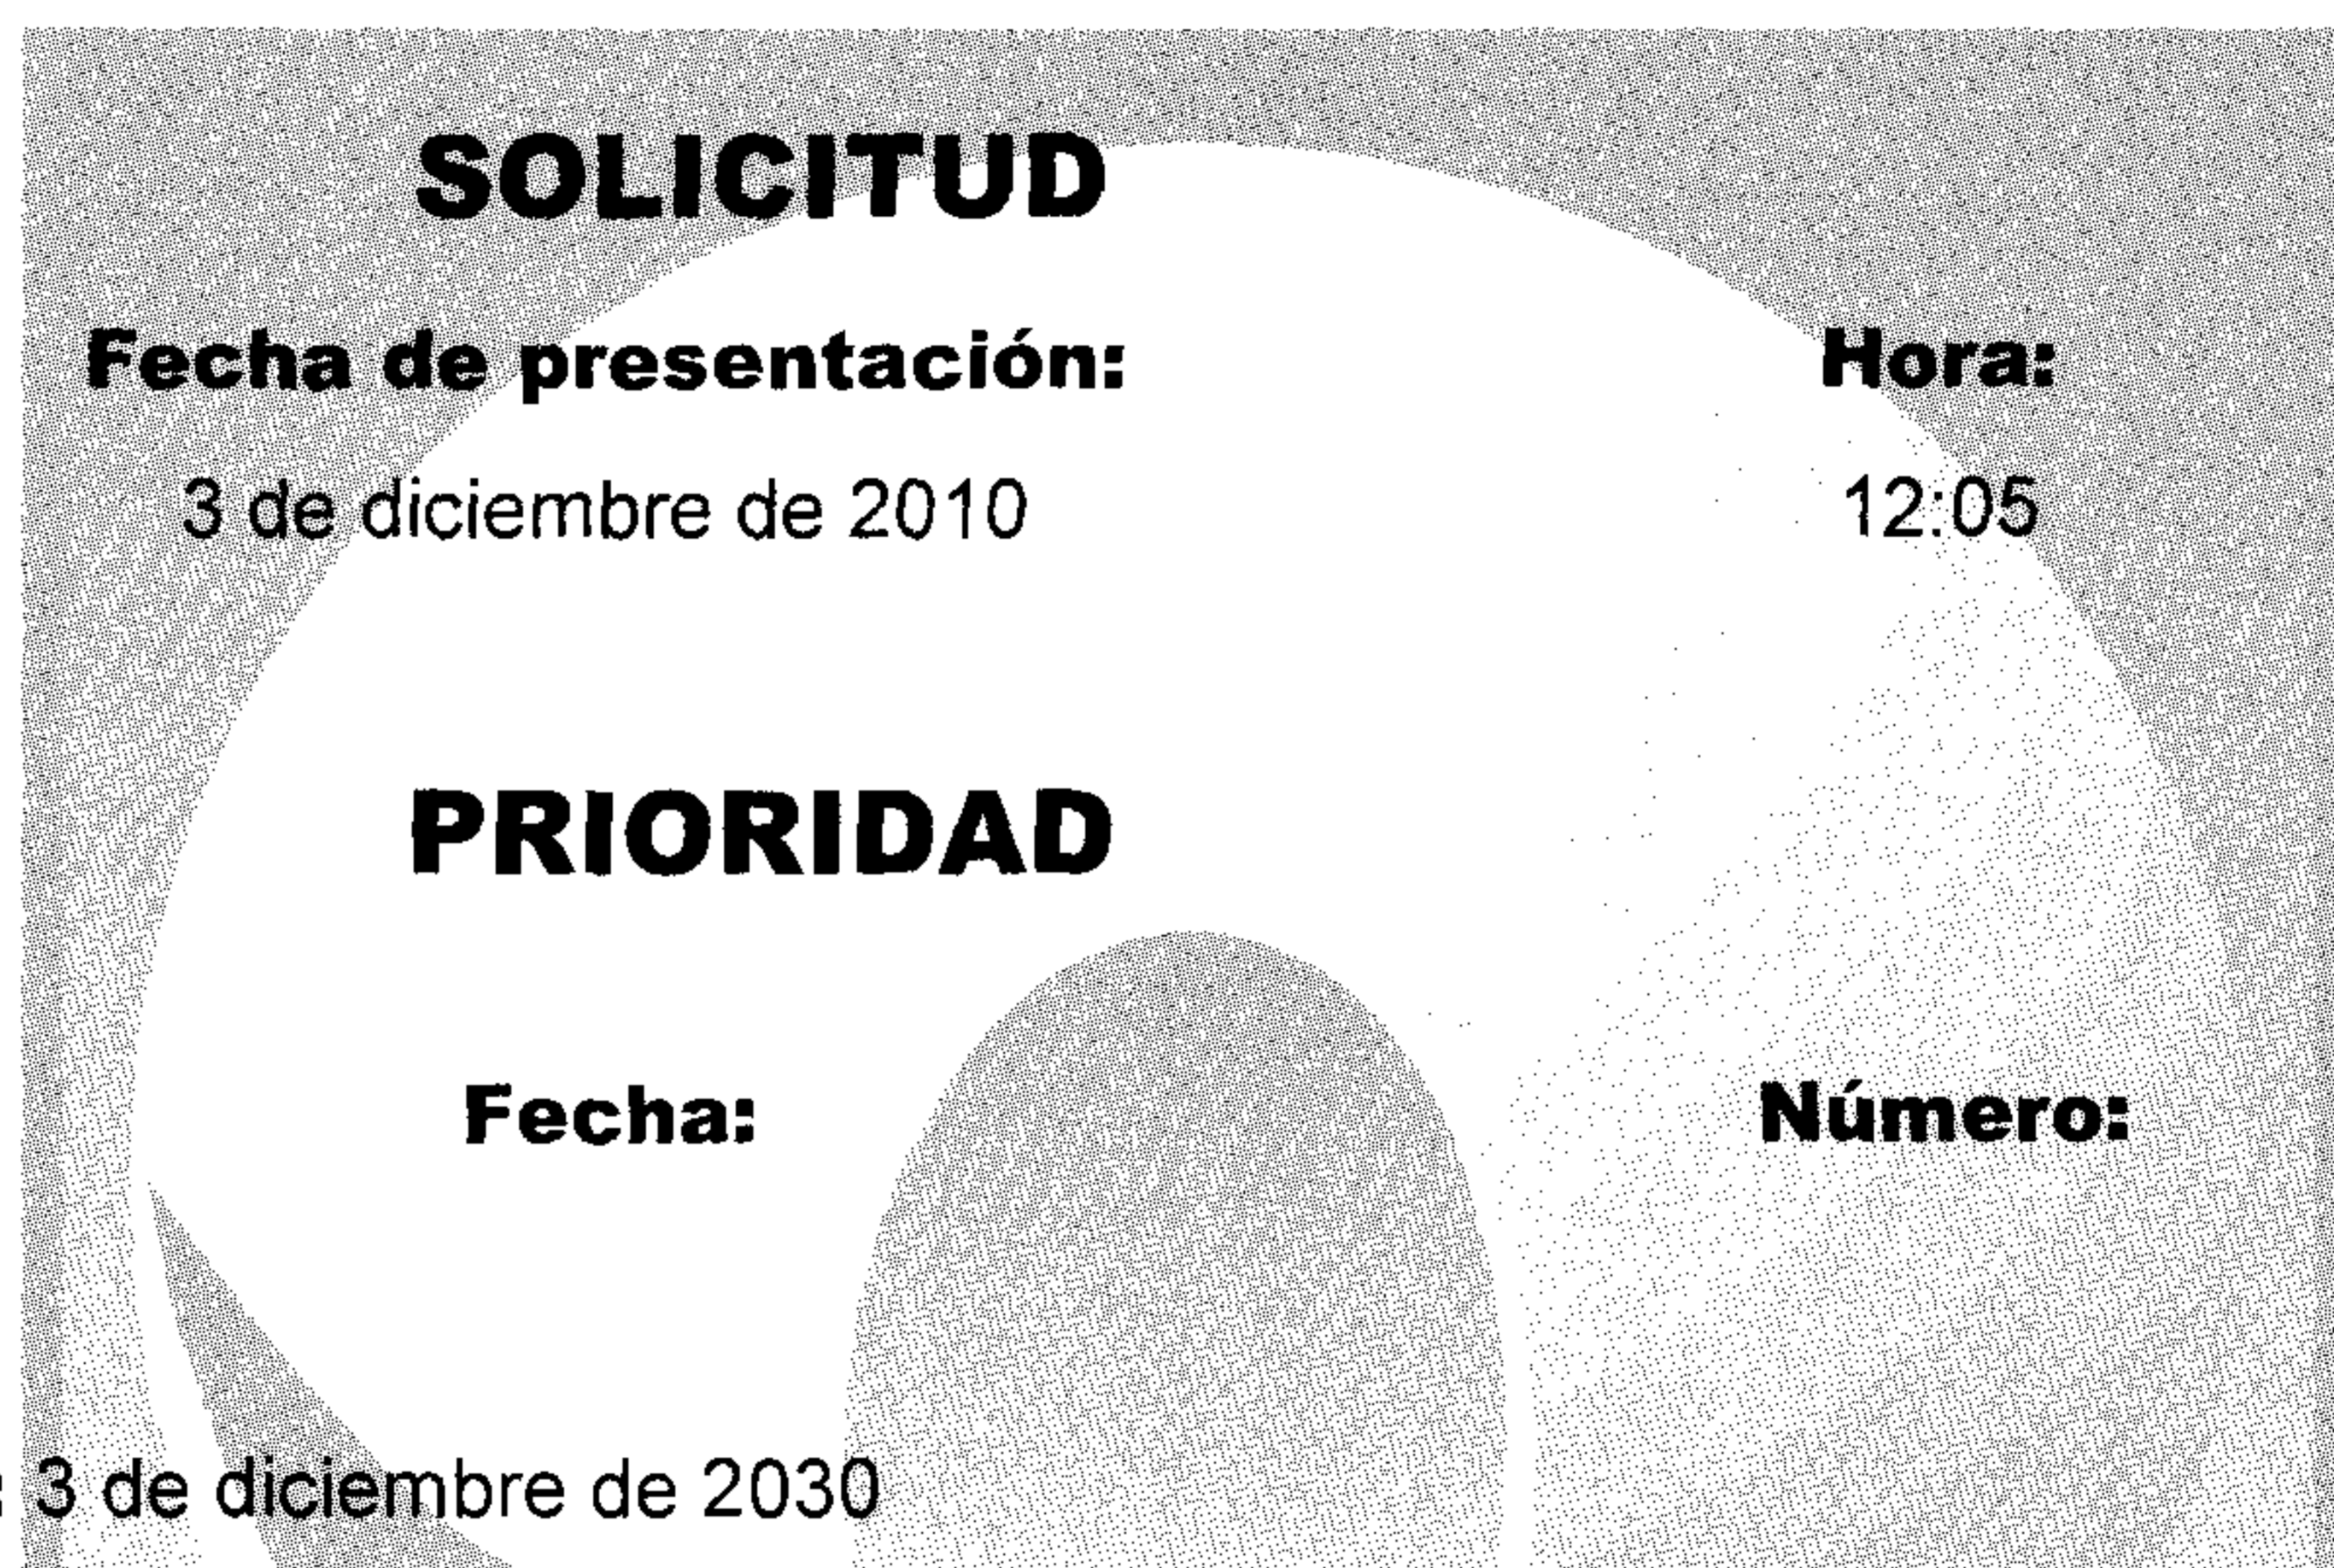 SOLICITUD
Fecha de presentación: Hora:
3 de diciembre de 2010 12:05
PRIORIDAD
Fecha: Número:
: 3 de diciembre de 2030